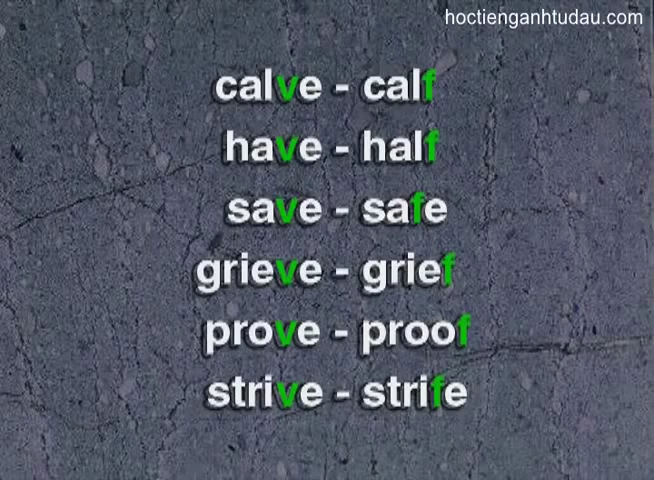 hoctienganhtudau.com
calve - calf
have - half
save - safe
grieve - grief
prove - proof
strive - strife